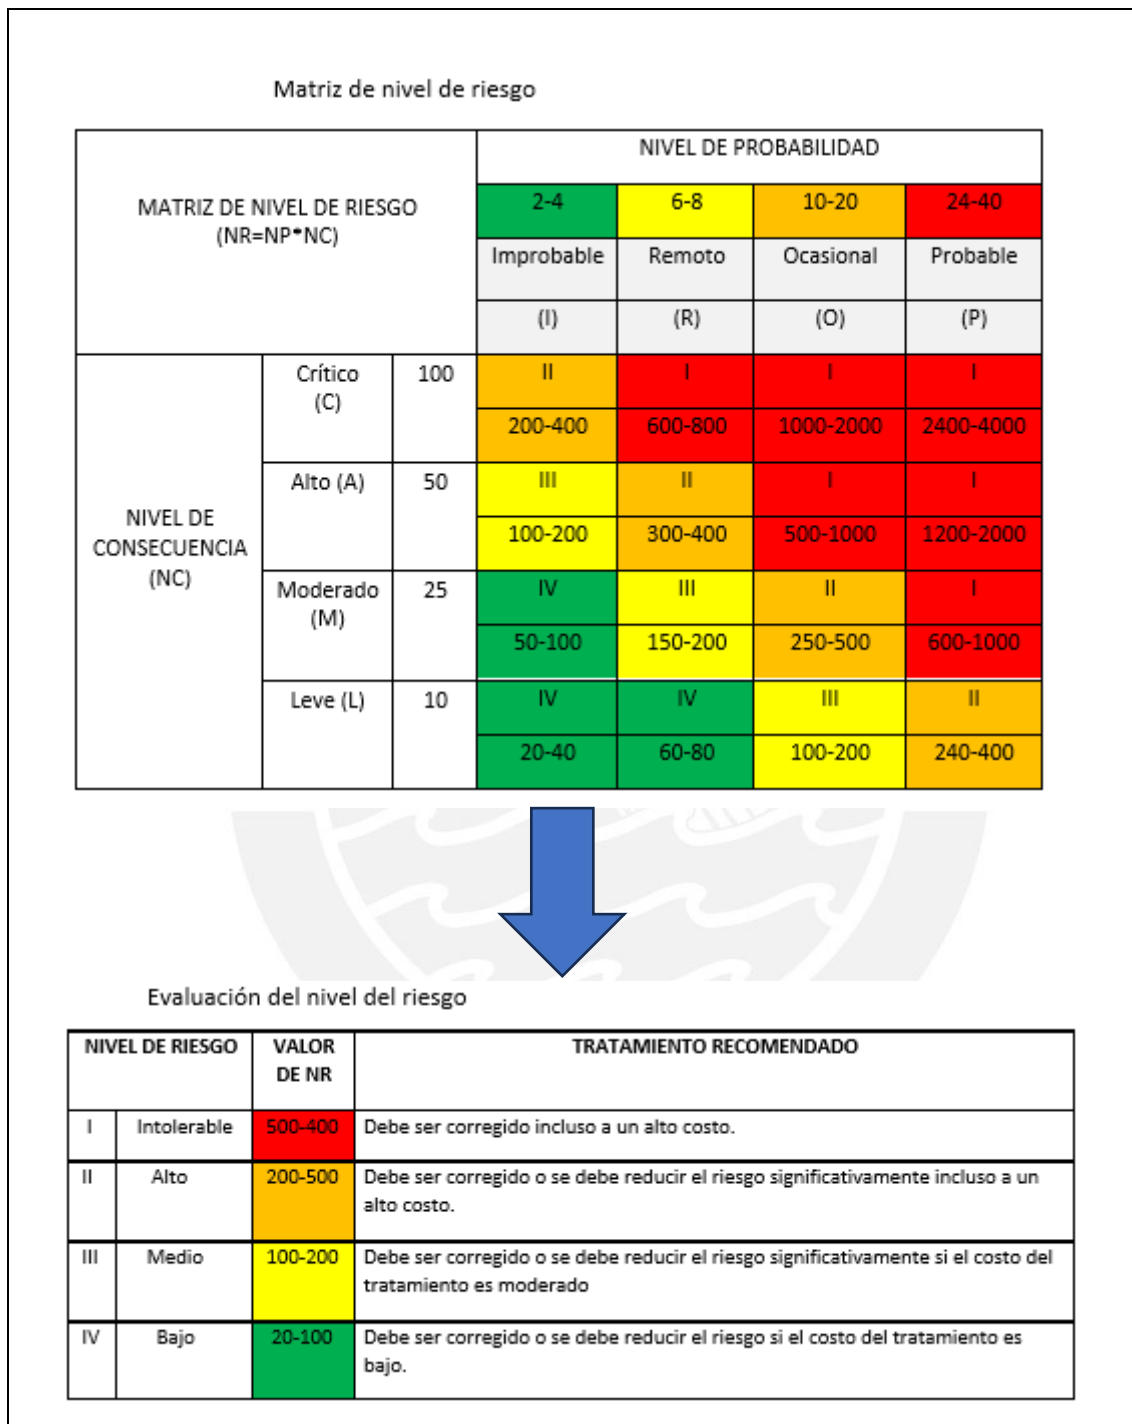 Matriz de nivel de riesgo
MATRIZ DE NIVEL DE RIESGO
(NR=NP*NC)
NIVEL DE PROBABILIDAD
2-4 6-8 10-20 24-40
Improbable Remoto Ocasional Probable
(I) (R) (O) (P)
NIVEL DE
CONSECUENCIA
(NC)
Crítico
(C)
100 II I I I
200-400 600-800 1000-2000 2400-4000
Alto (A) 50 III II I I
100-200 300-400 500-1000 1200-2000
Moderado
(M)
25 IV III II I
50-100 150-200 250-500 600-1000
Leve (L) 10 IV IV III II
20-40 60-80 100-200 240-400
Evaluación del nivel del riesgo
NIVEL DE RIESGO VALOR
DE NR
TRATAMIENTO RECOMENDADO
I Intolerable 500-400 Debe ser corregido incluso a un alto costo.
II Alto 200-500 Debe ser corregido o se debe reducir el riesgo significativamente incluso a un
alto costo.
III Medio 100-200 Debe ser corregido o se debe reducir el riesgo significativamente si el costo del
tratamiento es moderado
IV Bajo 20-100 Debe ser corregido o se debe reducir el riesgo si el costo del tratamiento es
bajo.